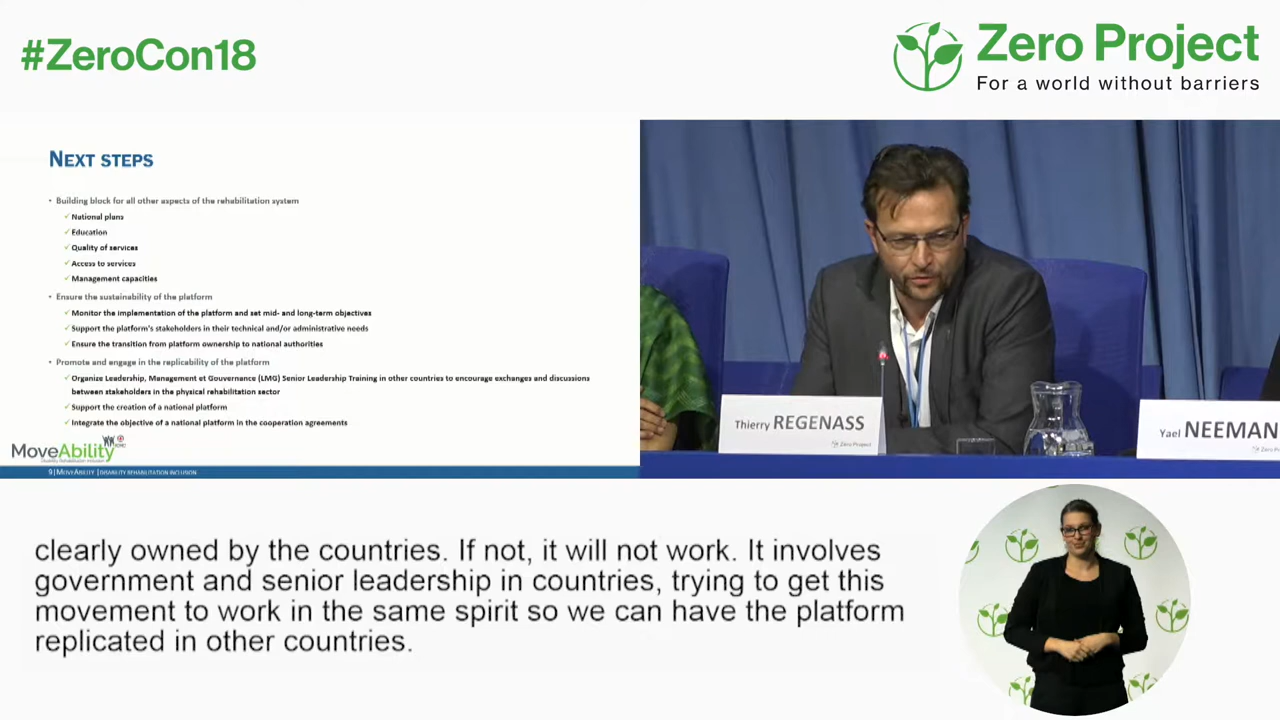 #ZeroCon18
Zero Project
For a world without barriers
NEXT STEPS
• Building block for all other aspects of the rehabilitation system
✓ National plans
✓ Education
✓ Quality of services
✓ Access to services
✓ Management capacities
• Ensure the sustainability of the platform
✓ Monitor the implementation of the platform and set mid- and long-term objectives
✓ Support the platform's stakeholders in their technical and/or administrative needs
✓ Ensure the transition from platform ownership to national authorities
• Promote and engage in the replicability of the platform
✓ Organize Leadership, Management et Gouvernance (LMG) Senior Leadership Training in other countries to encourage exchanges and discussions
between stakeholders in the physical rehabilitation sector
✓ Support the creation of a national platform
✓ Integrate the objective of a national platform in the cooperation agreements
MoveAbility
9|MOVEABILITY |DISABILITY REHABILITATION INCLUSION
Thierry REGENASS
Zero Project
Yael NEEMAN
clearly owned by the countries. If not, it will not work. It involves
government and senior leadership in countries, trying to get this
movement to work in the same spirit so we can have the platform
replicated in other countries.